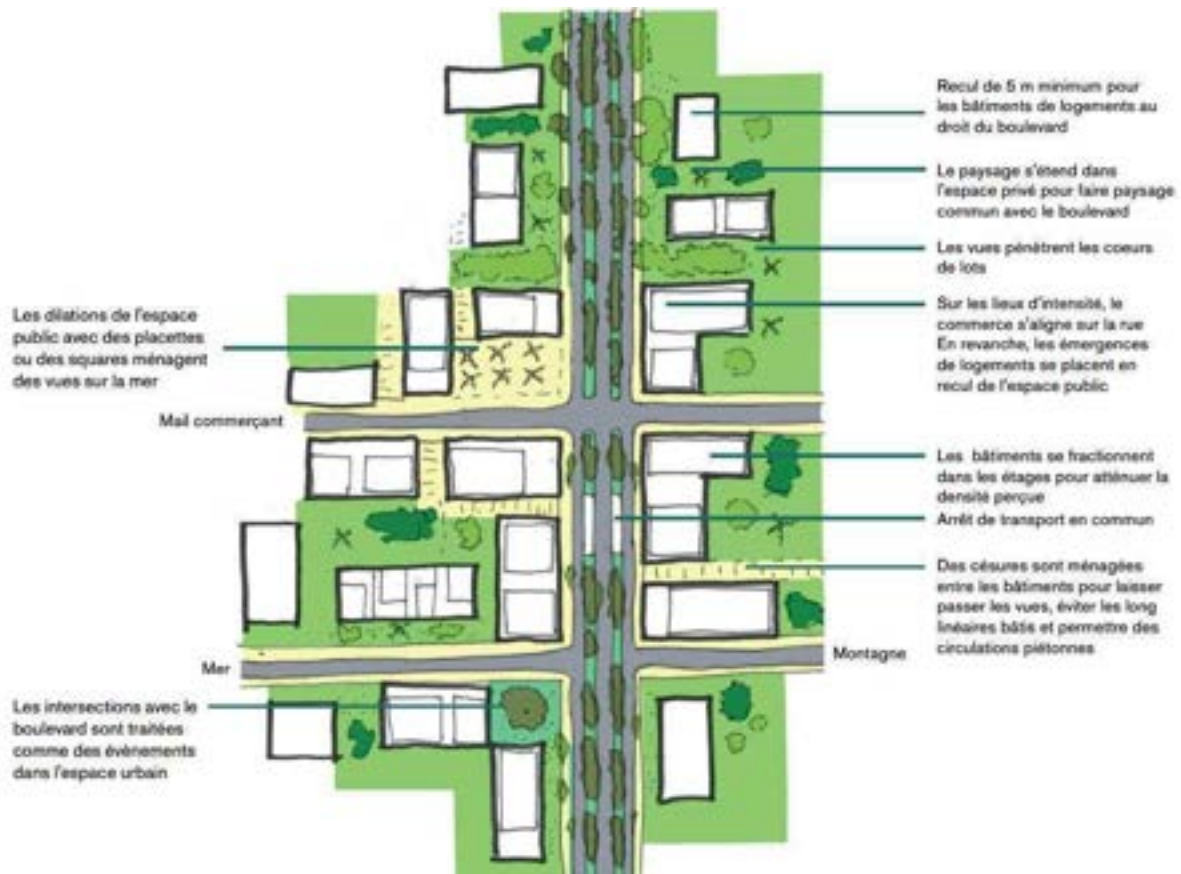 Recul de 5 m minimum pour
les bâtiments de logements au
droit du boulevard
Le paysage s'étend dans
l'espace privé pour faire paysage
commun avec le boulevard
Les vues pénètrent les coeurs
de lots
Sur les lieux d'intensité, le
commerce s'aligne sur la rue
En revanche, les émergences
de logements se placent en
recul de l'espace public
Les dilations de l'espace
public avec des placettes
ou des squares ménagent
des vues sur la mer
Mail commerçant
Les bâtiments se fractionnent
dans les étages pour atténuer la
densité perçue
Arrêt de transport en commun
Des césures sont ménagées
entre les bâtiments pour laisser
passer les vues, éviter les long
linéaires bâtis et permettre des
circulations piétonnes
Montagne
Mer
Les intersections avec le
boulevard sont traitées
comme des évènements
dans l'espace urbain